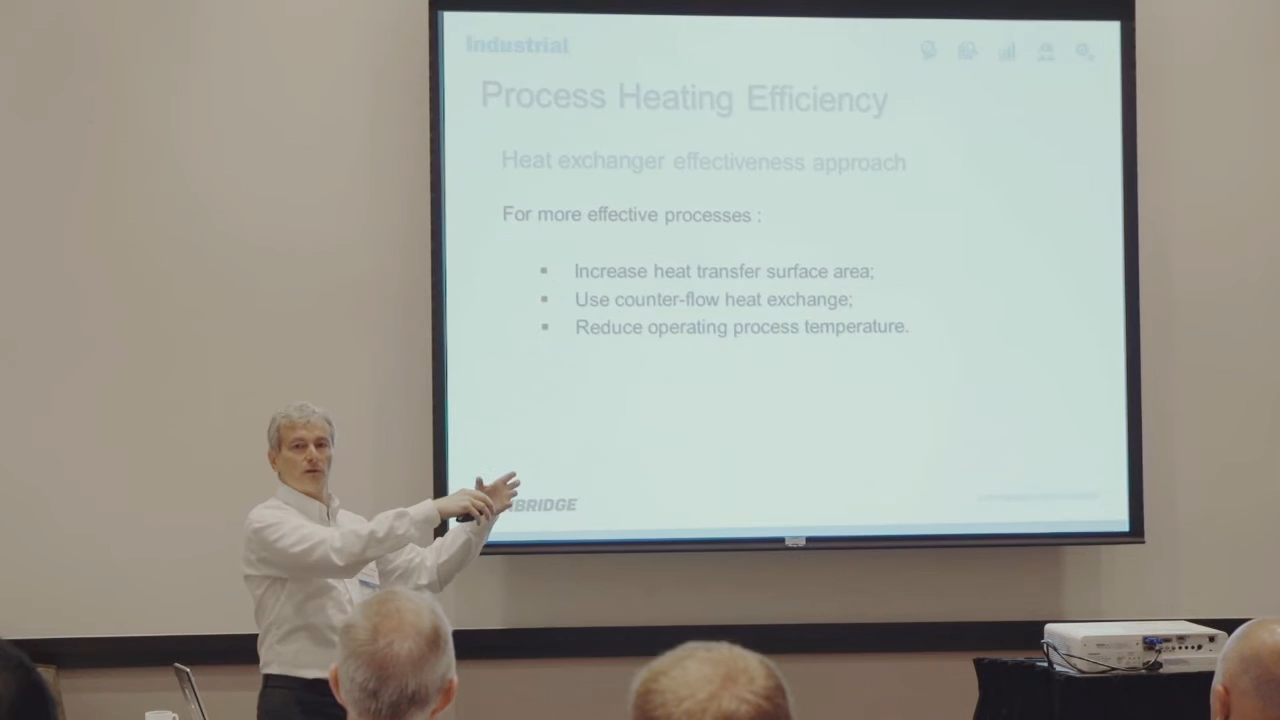 Industrial
Process Heating Efficiency
Heat exchanger effectiveness approach
For more effective processes :
▪ Increase heat transfer surface area;
▪ Use counter-flow heat exchange;
▪ Reduce operating process temperature.
BRIDGE